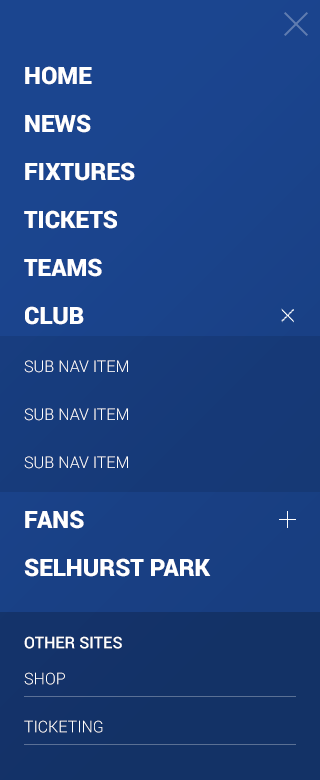 HOME
NEWS
FIXTURES
TICKETS
TEAMS
CLUB
SUB NAV ITEM
SUB NAV ITEM
SUB NAV ITEM
FANS
SELHURST PARK
OTHER SITES
SHOP
TICKETING